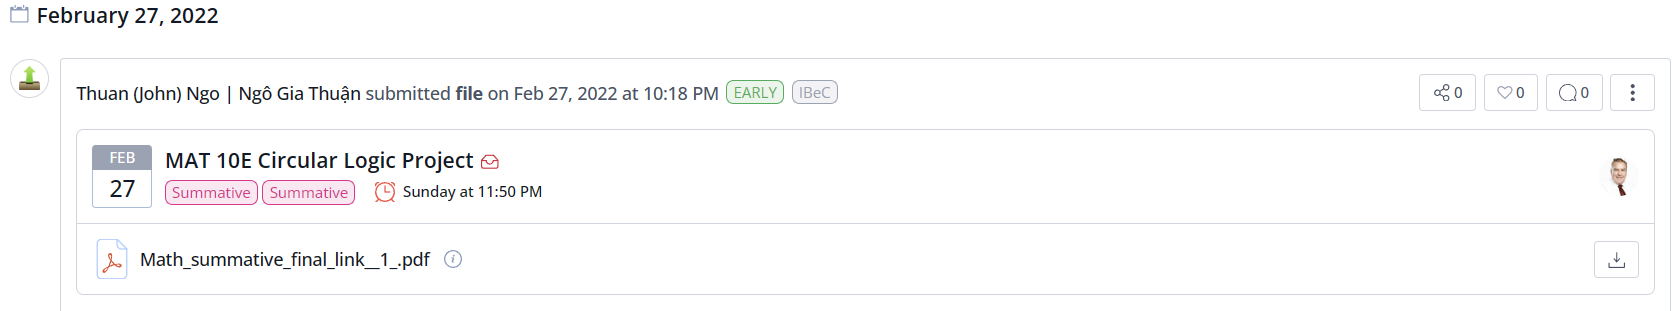 February 27, 2022
Thuan (John) Ngo | Ngô Gia Thuận submitted file on Feb 27, 2022 at 10:18 PM EARLY IBeC 0 0 0
FEB
27
MAT 10E Circular Logic Project
Summative Summative Sunday at 11:50 PM
Math_summative_final_link__1_.pdf